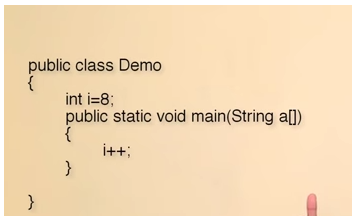 public class Demo
{
int i=8;
public static void main(String a[])
{
i++;
}
}